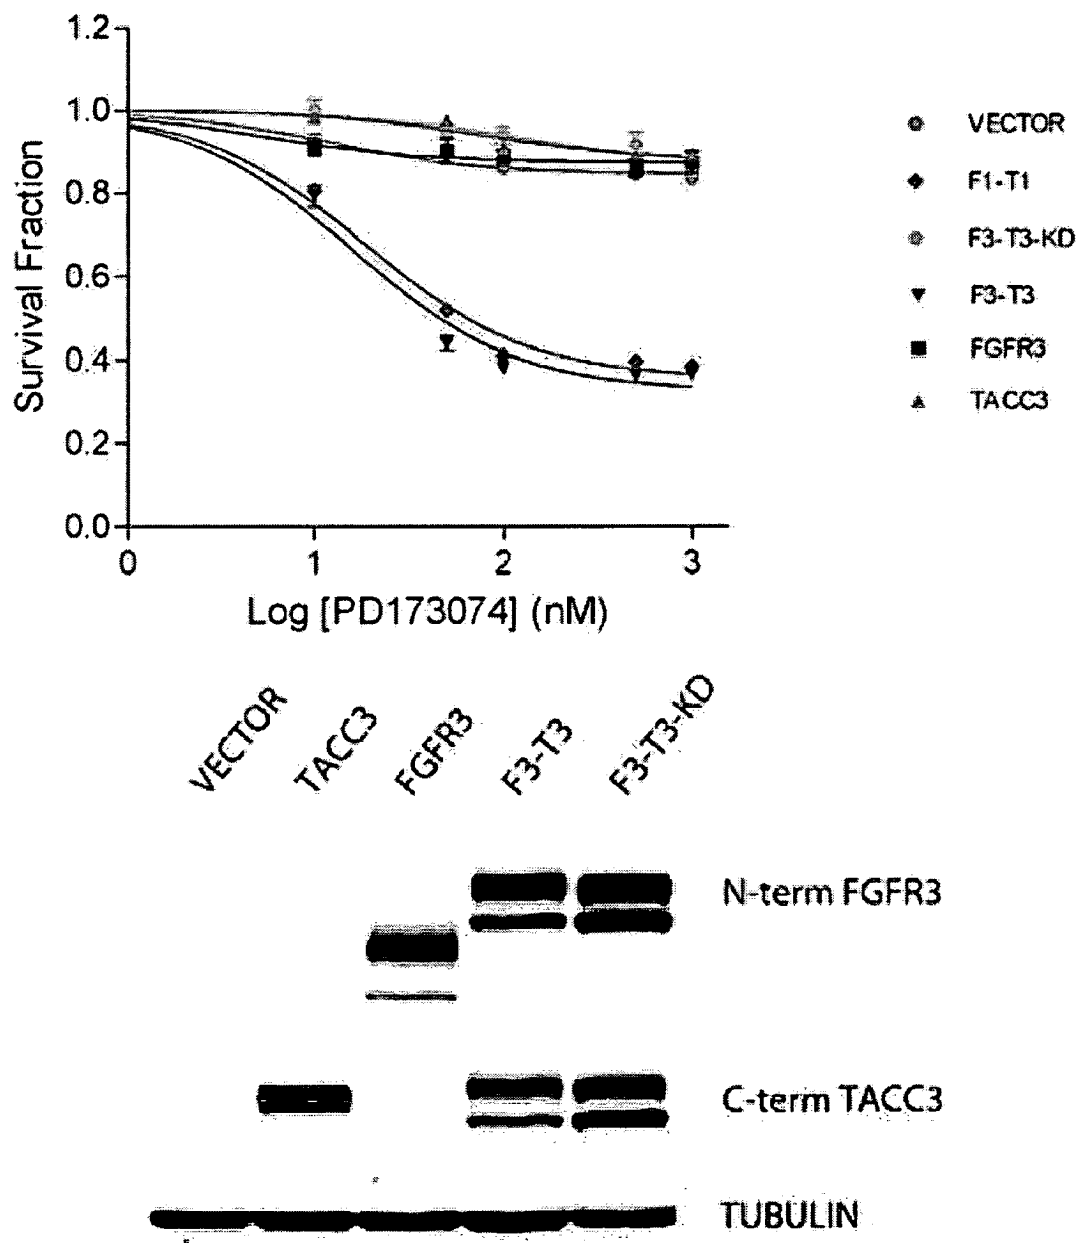 1.2
1.0
0.8
0.6
0.4
0.2
0.0
Survival Fraction
0 1 2 3
Log [PD173074] (nM)
VECTOR
F1-T1
F3-T3-KD
F3-T3
FGFR3
TACC3
VECTOR TACC3 FGFR3 F3-T3 F3-T3-KD
N-term FGFR3
C-term TACC3
TUBULIN